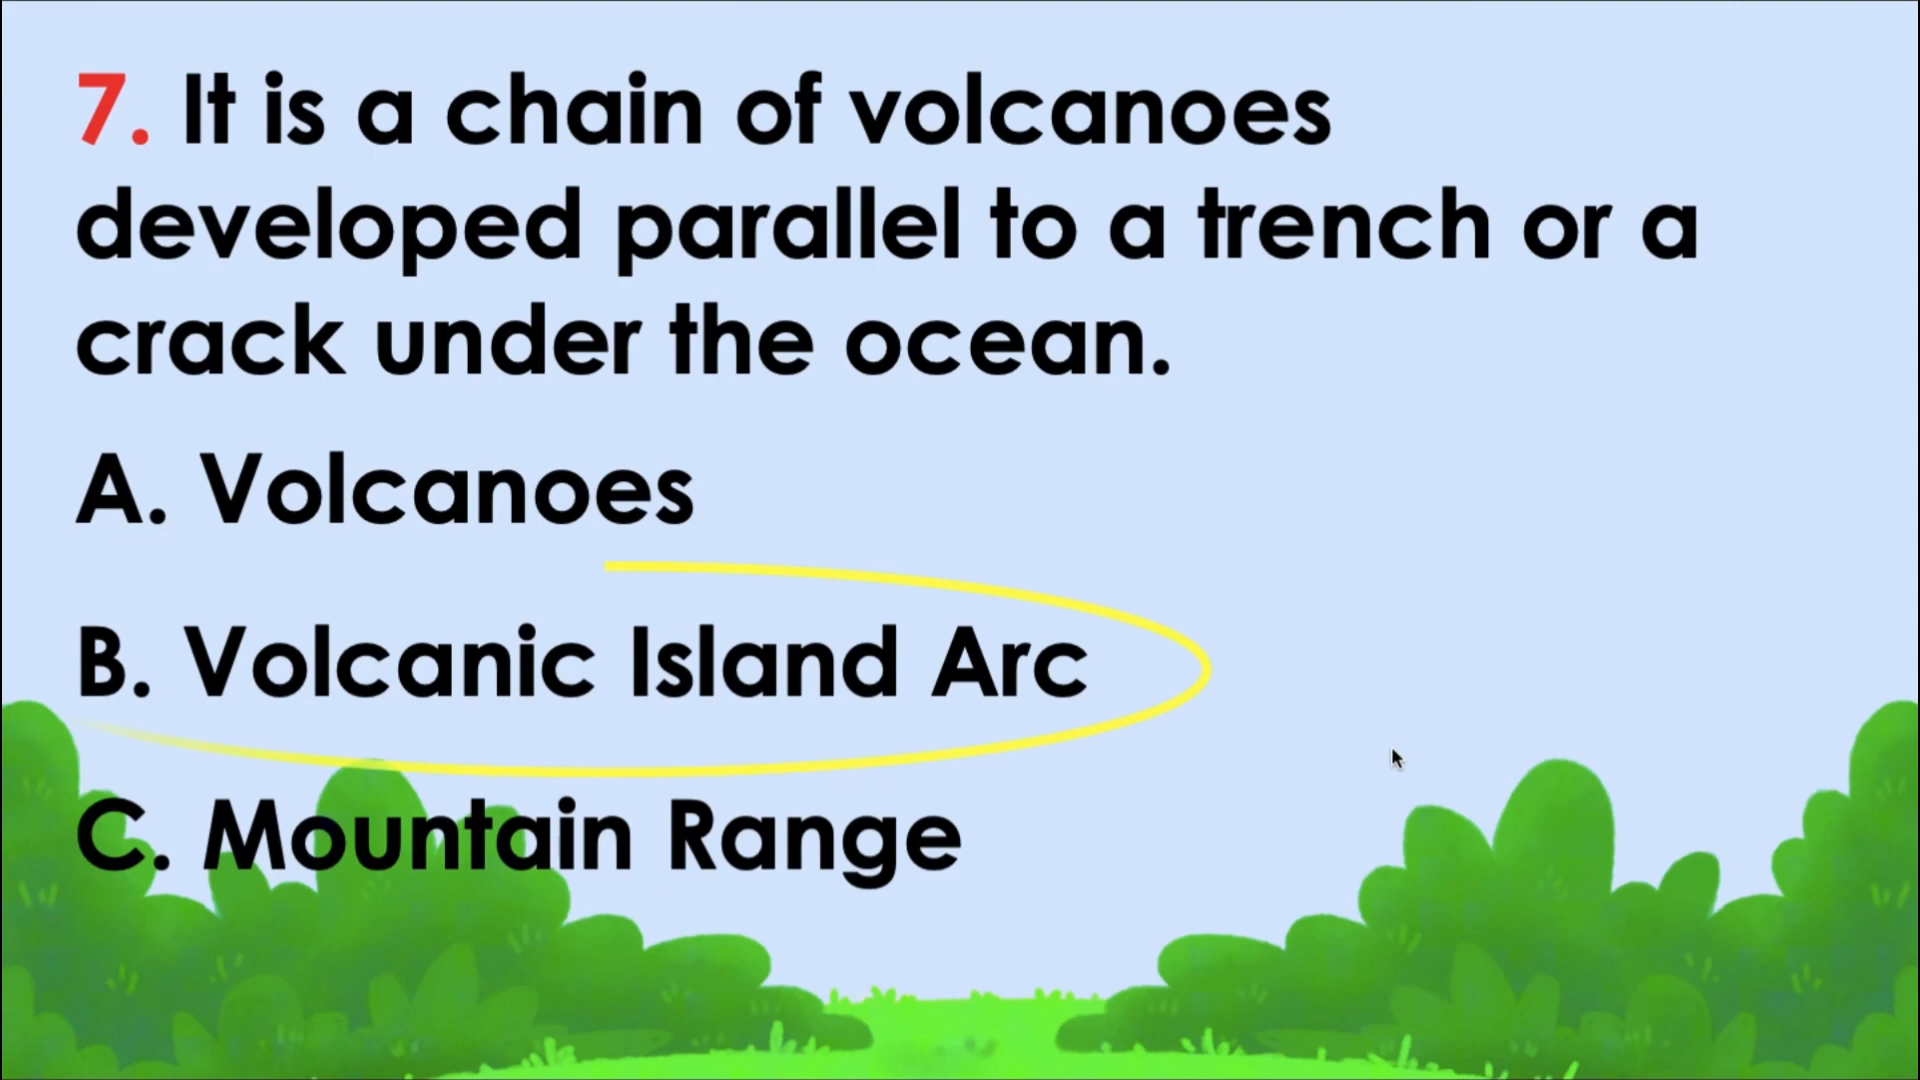 7. It is a chain of volcanoes
developed parallel to a trench or a
crack under the ocean.
A. Volcanoes
B. Volcanic Island Arc
C. Mountain Range